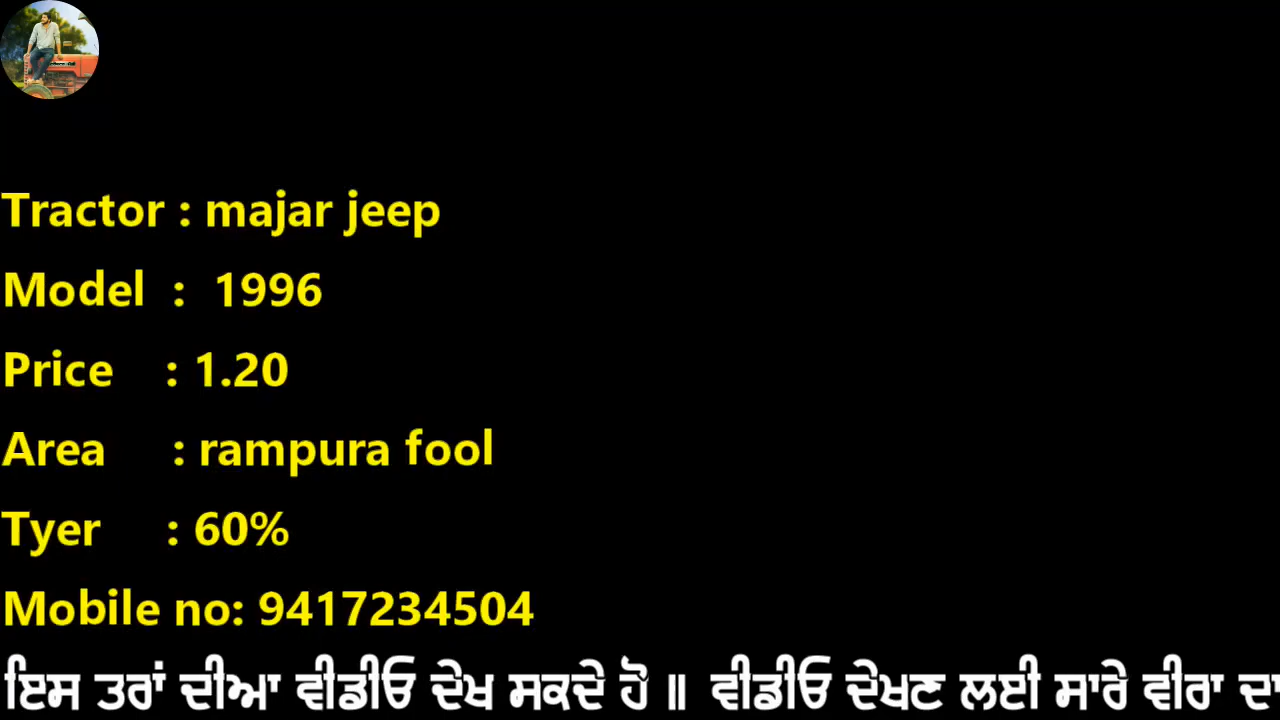 Tractor : majar jeep
Model : 1996
Price : 1.20
Area : rampura fool
Tyer : 60%
Mobile no: 9417234504
ਇਸ ਤਰਾਂ ਦੀਆ ਵੀਡੀਓ ਦੇਖ ਸਕਦੇ ਹੋ ॥ ਵੀਡੀਓ ਦੇਖਣ ਲਈ ਸਾਰੇ ਵੀਰਾ ਦਾ